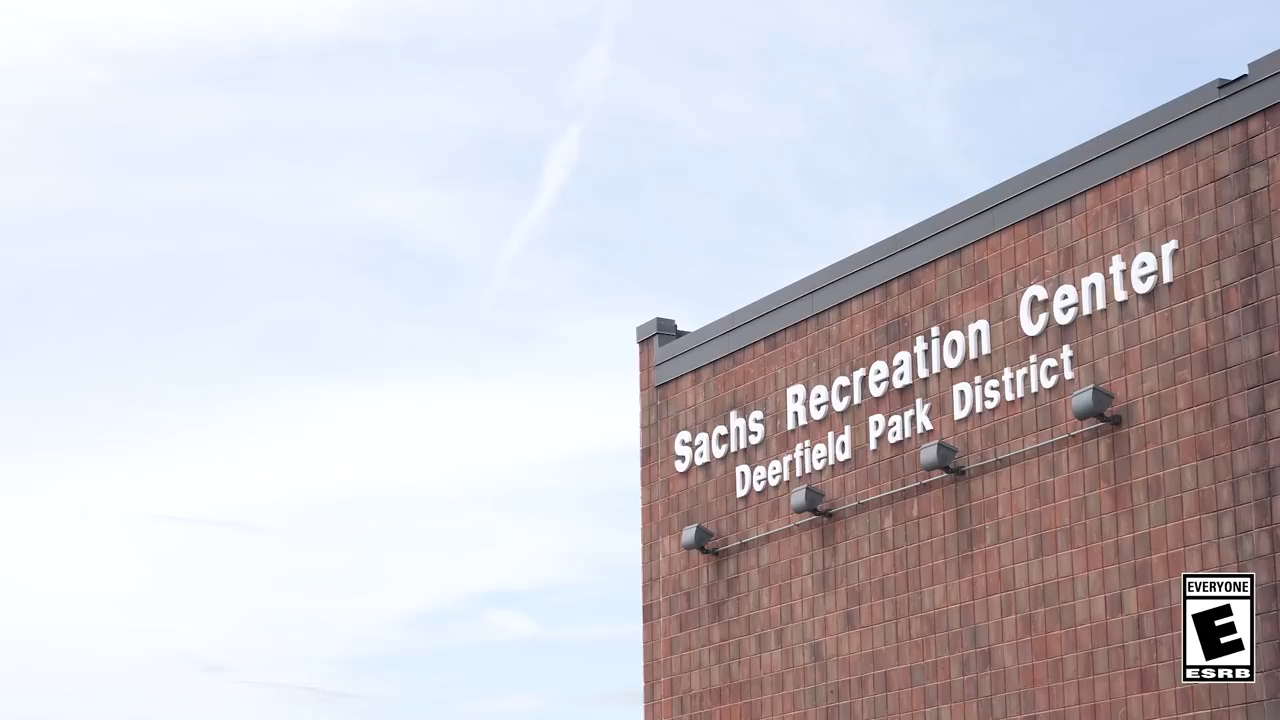 Sachs Recreation Center
Deerfield Park District
EVERYONE
E
ESRB